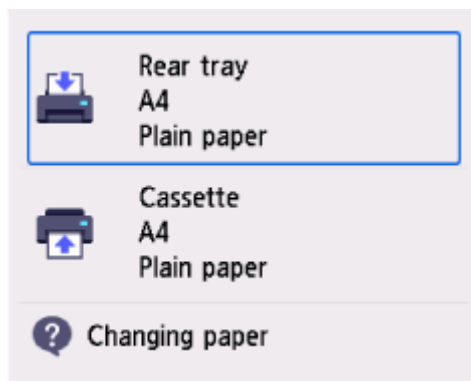 Rear tray
A4
Plain paper
Cassette
A4
Plain paper
? Changing paper